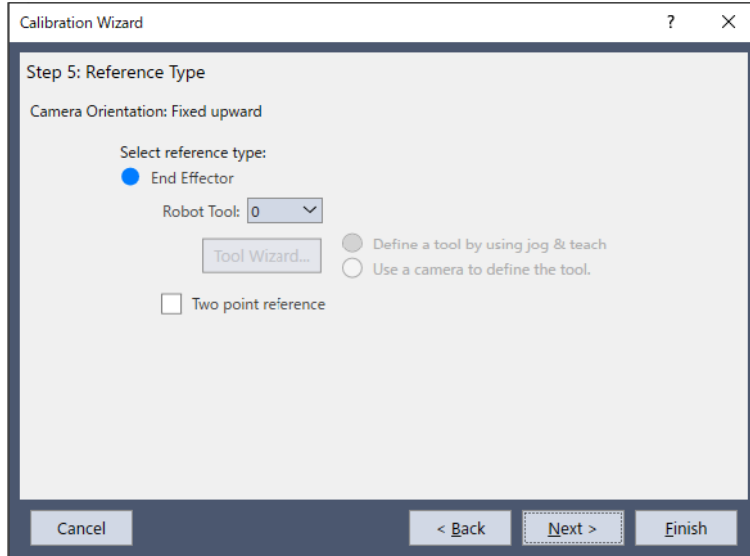 Calibration Wizard
?
Step 5: Reference Type
Camera Orientation: Fixed upward
Select reference type:
End Effector
Robot Tool: 0
Tool Wizard...
Define a tool by using jog & teach
Use a camera to define the tool.
Two point reference
Cancel
< Back
Next >
Finish